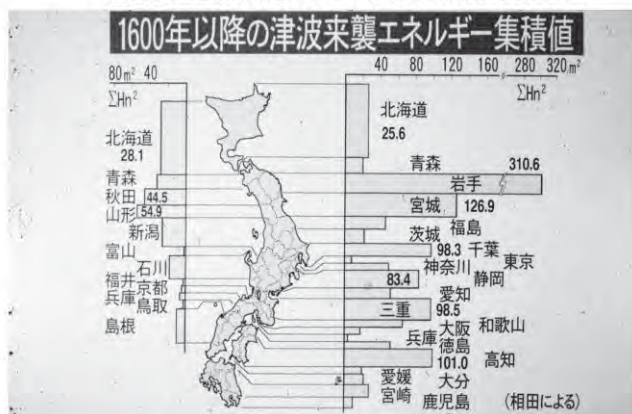 1600年以降の津波来襲エネルギー集積値
80m² 40
ΣHn²
40 80 120 160 280 320m²
ΣHn²
北海道
28.1
青森
秋田 44.5
山形 54.9
新潟
富山
石川
福井
京都
兵庫
鳥取
島根
北海道
25.6
青森 310.6
岩手
宮城 126.9
福島
茨城
98.3 千葉
東京
神奈川
83.4 静岡
愛知
三重 98.5
和歌山
大阪
兵庫
徳島
101.0 高知
愛媛 大分
宮崎
鹿児島 (相田による)